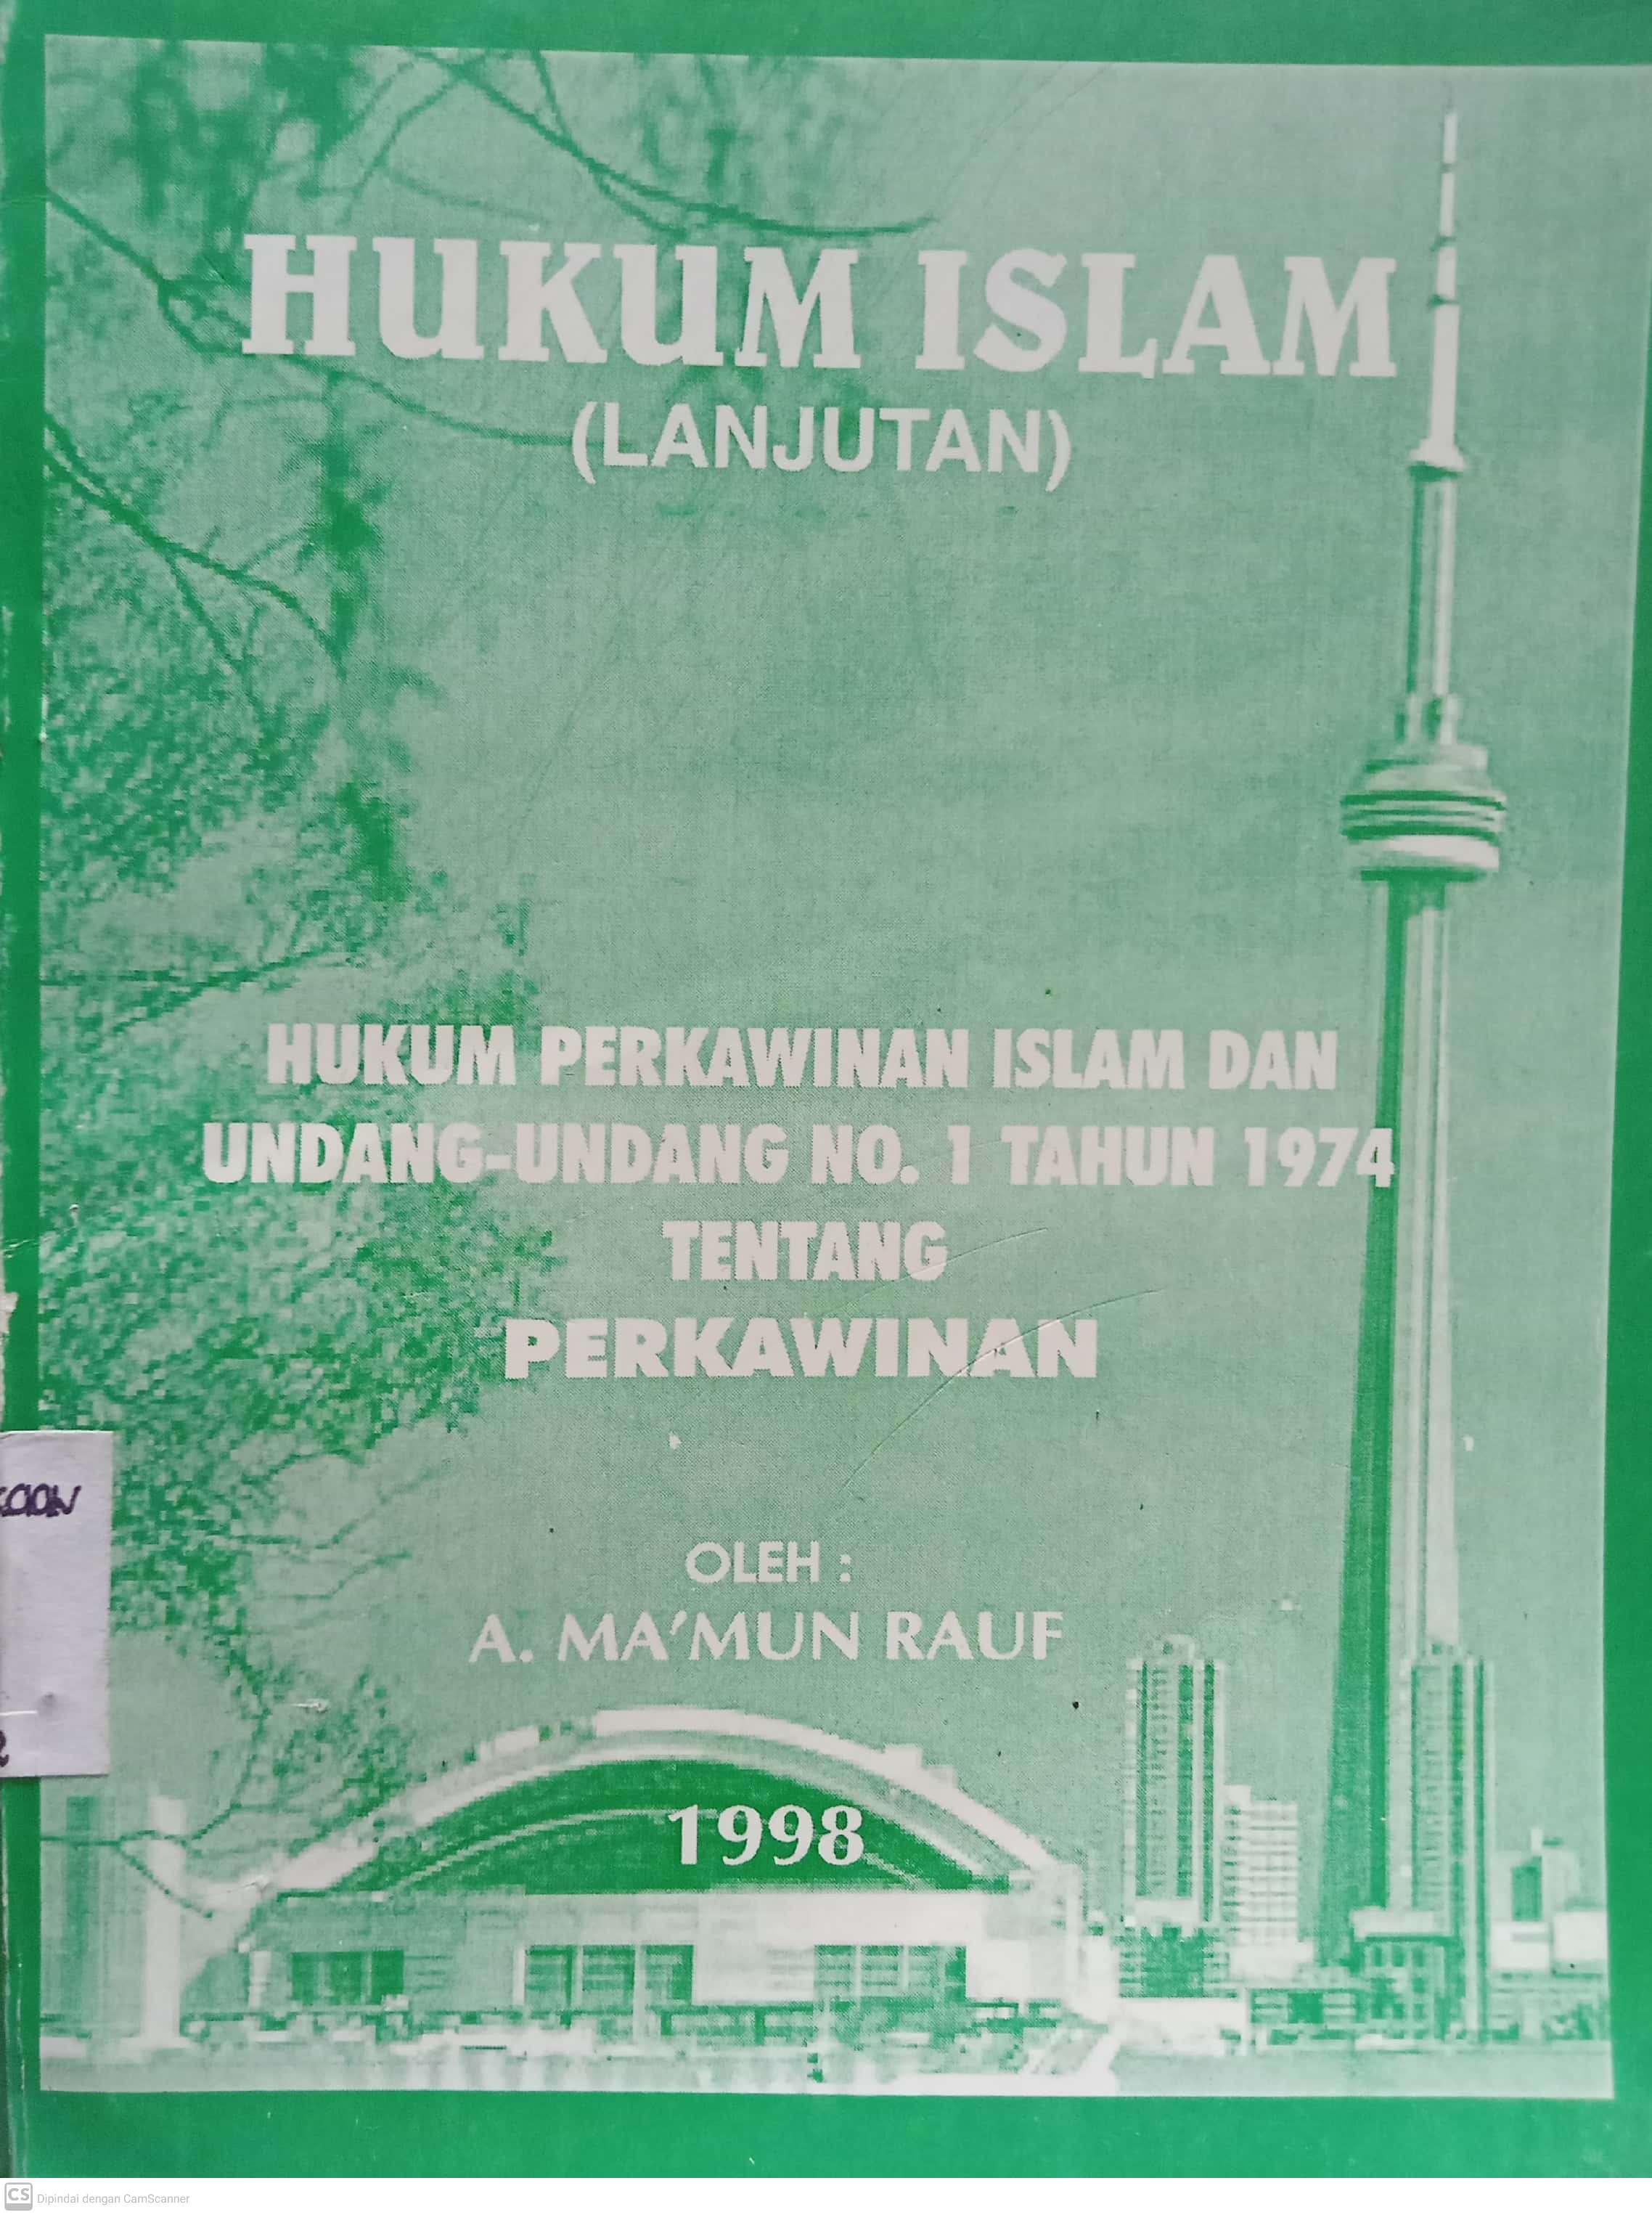 HUKUM ISLAM
(LANJUTAN)
HUKUM PERKAWINAN ISLAM DAN
UNDANG-UNDANG NO. 1 TAHUN 1974
TENTANG
PERKAWINAN
OLEH :
A. MA'MUN RAUF
1998
CS Dipindai dengan CamScanner